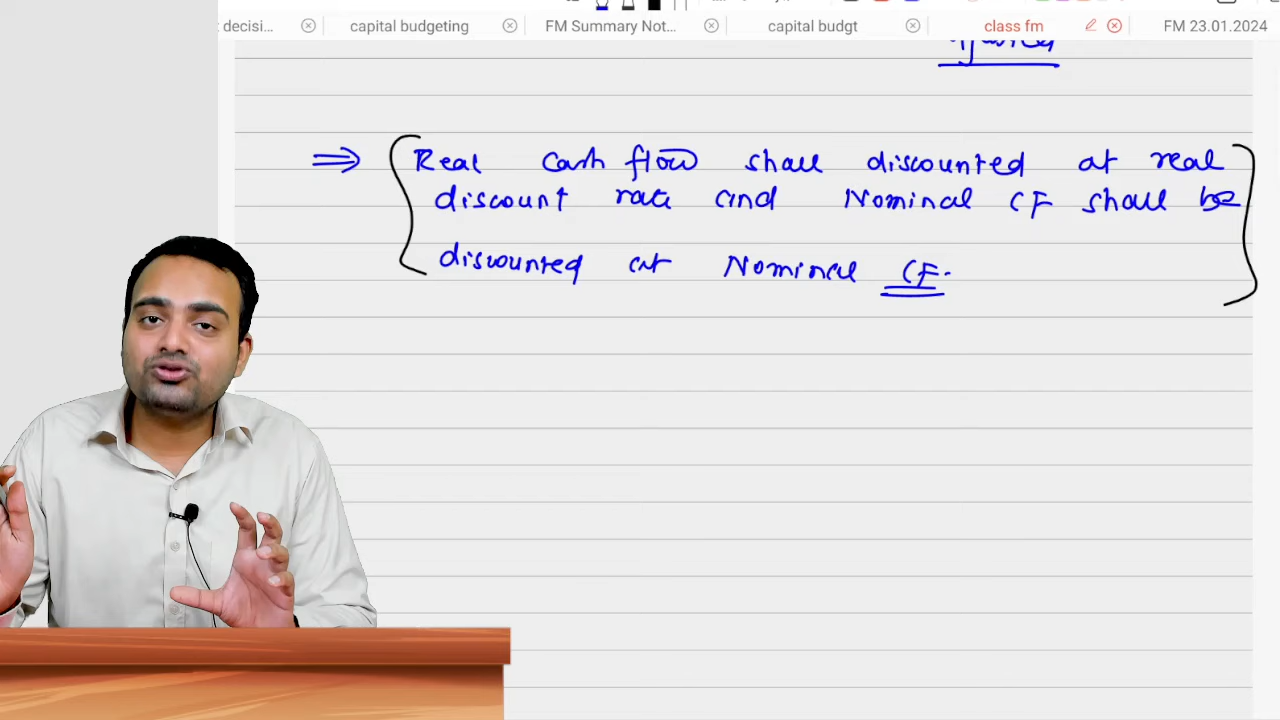 t decisi...
capital budgeting
FM Summary Not...
capital budgt
class fm
FM 23.01.2024
⇒ (Real cash flow shall discounted at real
discount rate and Nominal CF shall be
discounted at Nominal CF.)